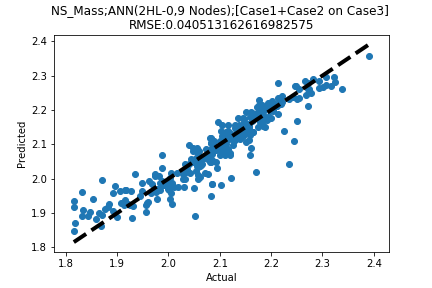 NS_Mass;ANN(2HL-0,9 Nodes);[Case1+Case2 on Case3]
RMSE:0.040513162616982575
2.4
2.3
2.2
2.1
2.0
1.9
1.8
Predicted
1.8 1.9 2.0 2.1 2.2 2.3 2.4
Actual